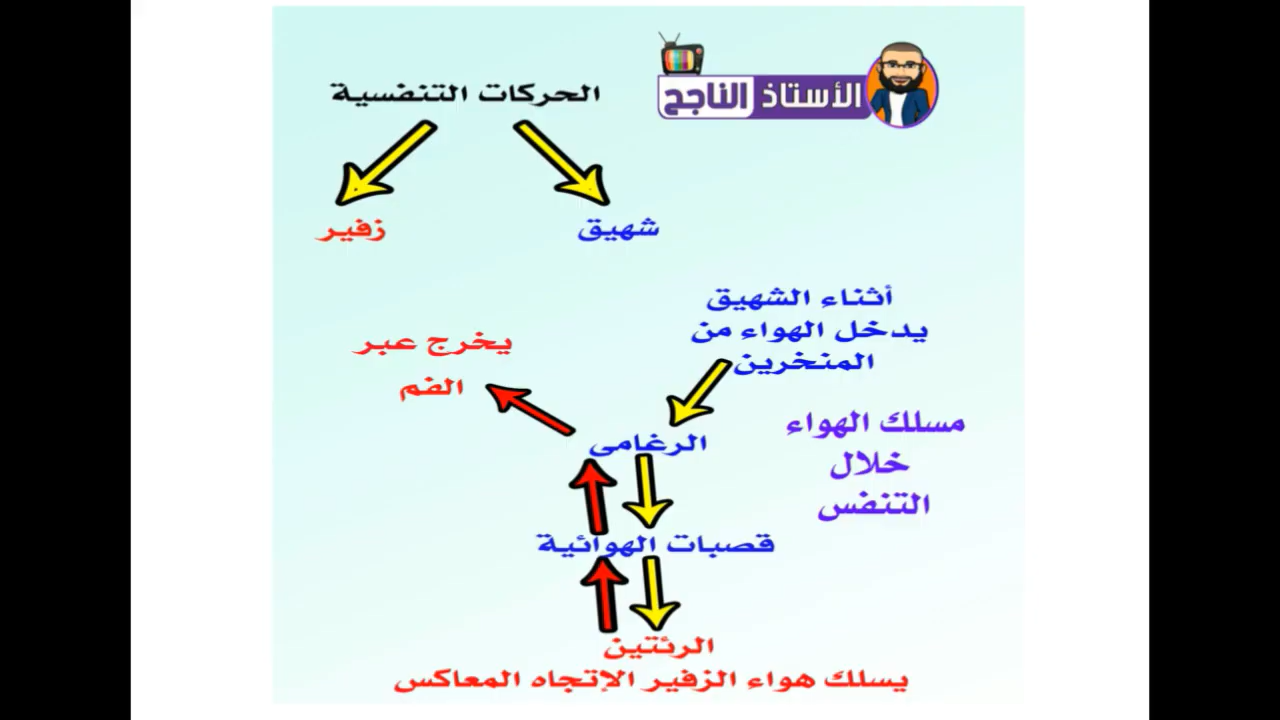 الأستاذ الناجح
الحركات التنفسية
شهيق
زفير
أثناء الشهيق
يدخل الهواء من
المنخرين
يخرج عبر
الفم
مسلك الهواء
خلال
التنفس
الرغامى
قصبات الهوائية
الرئتين
يسلك هواء الزفير الإتجاه المعاكس